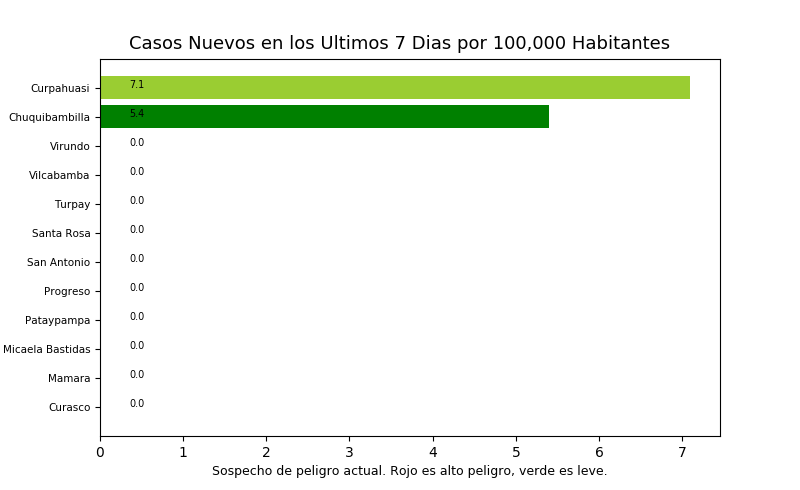 Casos Nuevos en los Ultimos 7 Dias por 100,000 Habitantes
Curpahuasi 7.1
Chuquibambilla 5.4
Virundo 0.0
Vilcabamba 0.0
Turpay 0.0
Santa Rosa 0.0
San Antonio 0.0
Progreso 0.0
Pataypampa 0.0
Micaela Bastidas 0.0
Mamara 0.0
Curasco 0.0
0 1 2 3 4 5 6 7
Sospecho de peligro actual. Rojo es alto peligro, verde es leve.